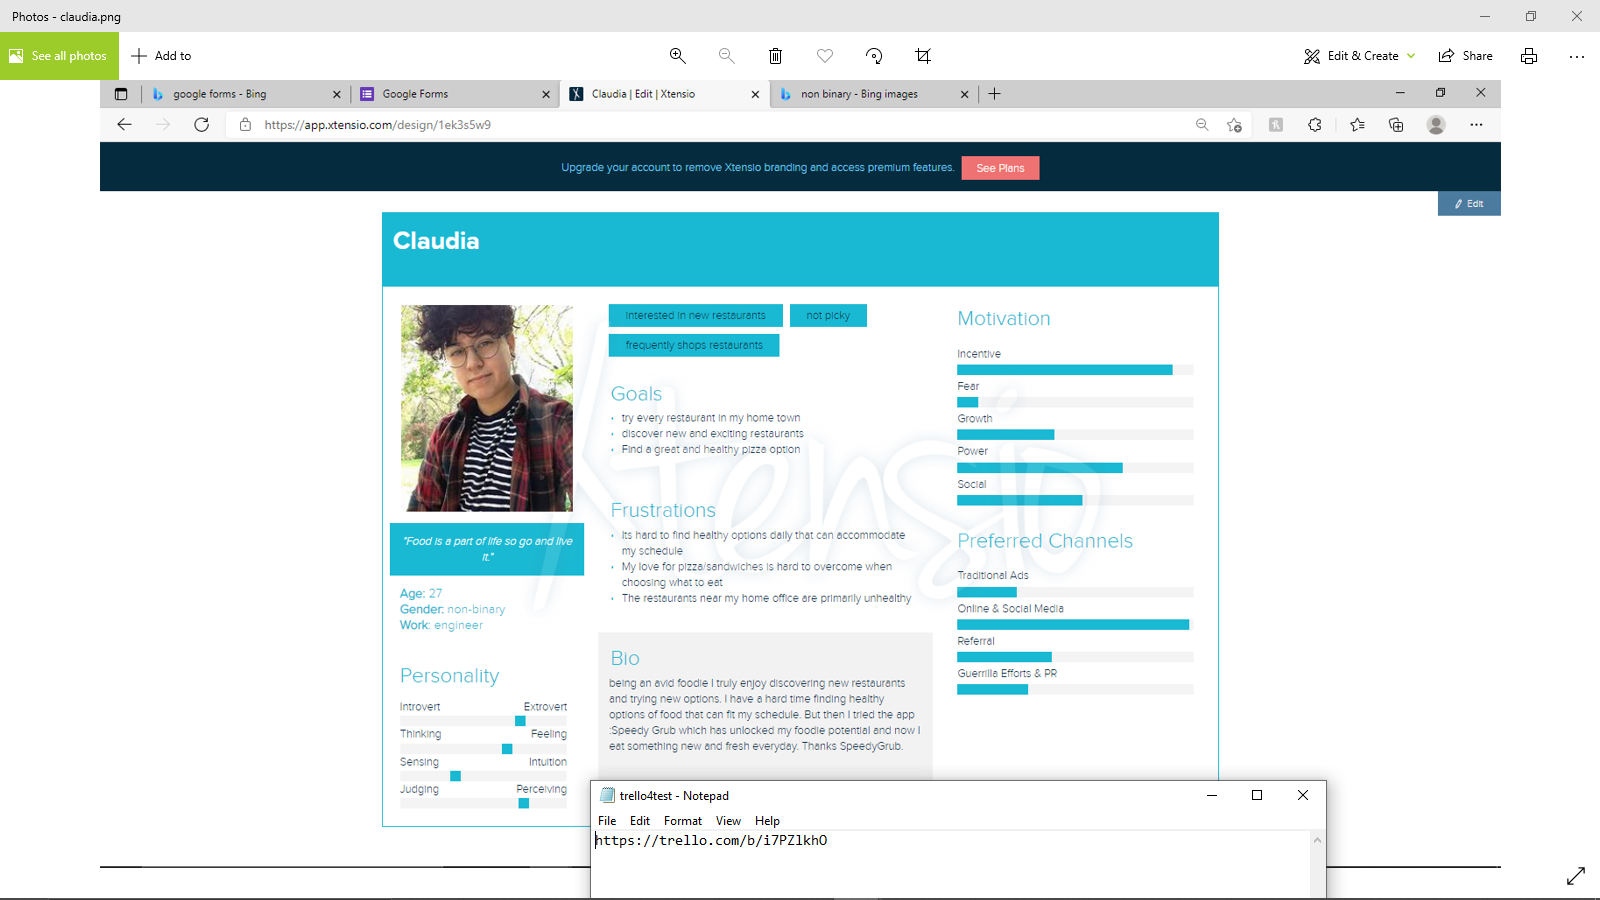 Photos - claudia.png
See all photos
Add to
Edit & Create
Share
google forms - Bing
Google Forms
Claudia | Edit | Xtensio
non binary - Bing images
https://app.xtensio.com/design/1ek3s5w9
Upgrade your account to remove Xtensio branding and access premium features.
See Plans
Edit
Claudia
"Food is a part of life so go and live
it."
Age: 27
Gender: non-binary
Work: engineer
Personality
Introvert Extrovert
Thinking Feeling
Sensing Intuition
Judging Perceiving
interested in new restaurants not picky
frequently shops restaurants
Goals
• try every restaurant in my home town
• discover new and exciting restaurants
• Find a great and healthy pizza option
Frustrations
• Its hard to find healthy options daily that can accommodate
my schedule
• My love for pizza/sandwiches is hard to overcome when
choosing what to eat
• The restaurants near my home office are primarily unhealthy
Bio
being an avid foodie I truly enjoy discovering new restaurants
and trying new options. I have a hard time finding healthy
options of food that can fit my schedule. But then I tried the app
:Speedy Grub which has unlocked my foodie potential and now I
eat something new and fresh everyday. Thanks SpeedyGrub.
Motivation
Incentive
Fear
Growth
Power
Social
Preferred Channels
Traditional Ads
Online & Social Media
Referral
Guerrilla Efforts & PR
Xtensio
trello4test - Notepad
File Edit Format View Help
https://trello.com/b/i7PZlkhO